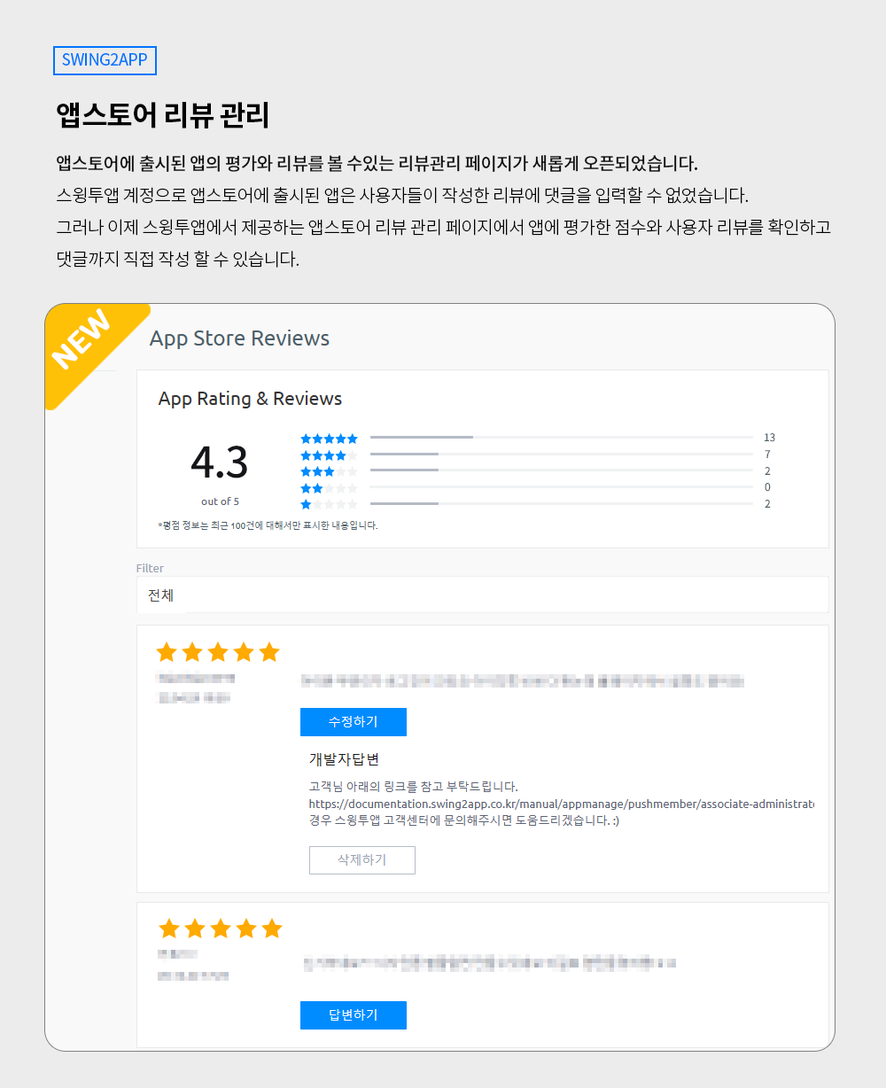 SWING2APP
앱스토어 리뷰 관리
앱스토어에 출시된 앱의 평가와 리뷰를 볼 수있는 리뷰관리 페이지가 새롭게 오픈되었습니다.
스윙투앱 계정으로 앱스토어에 출시된 앱은 사용자들이 작성한 리뷰에 댓글을 입력할 수 없었습니다.
그러나 이제 스윙투앱에서 제공하는 앱스토어 리뷰 관리 페이지에서 앱에 평가한 점수와 사용자 리뷰를 확인하고
댓글까지 직접 작성 할 수 있습니다.
NEW
App Store Reviews
App Rating & Reviews
4.3
out of 5
13
7
2
0
2
*평점 정보는 최근 100건에 대해서만 표시한 내용입니다.
Filter
전체
수정하기
개발자답변
고객님 아래의 링크를 참고 부탁드립니다.
https://documentation.swing2app.co.kr/manual/appmanage/pushmember/associate-administrat
경우 스윙투앱 고객센터에 문의해주시면 도움드리겠습니다. :)
삭제하기
답변하기